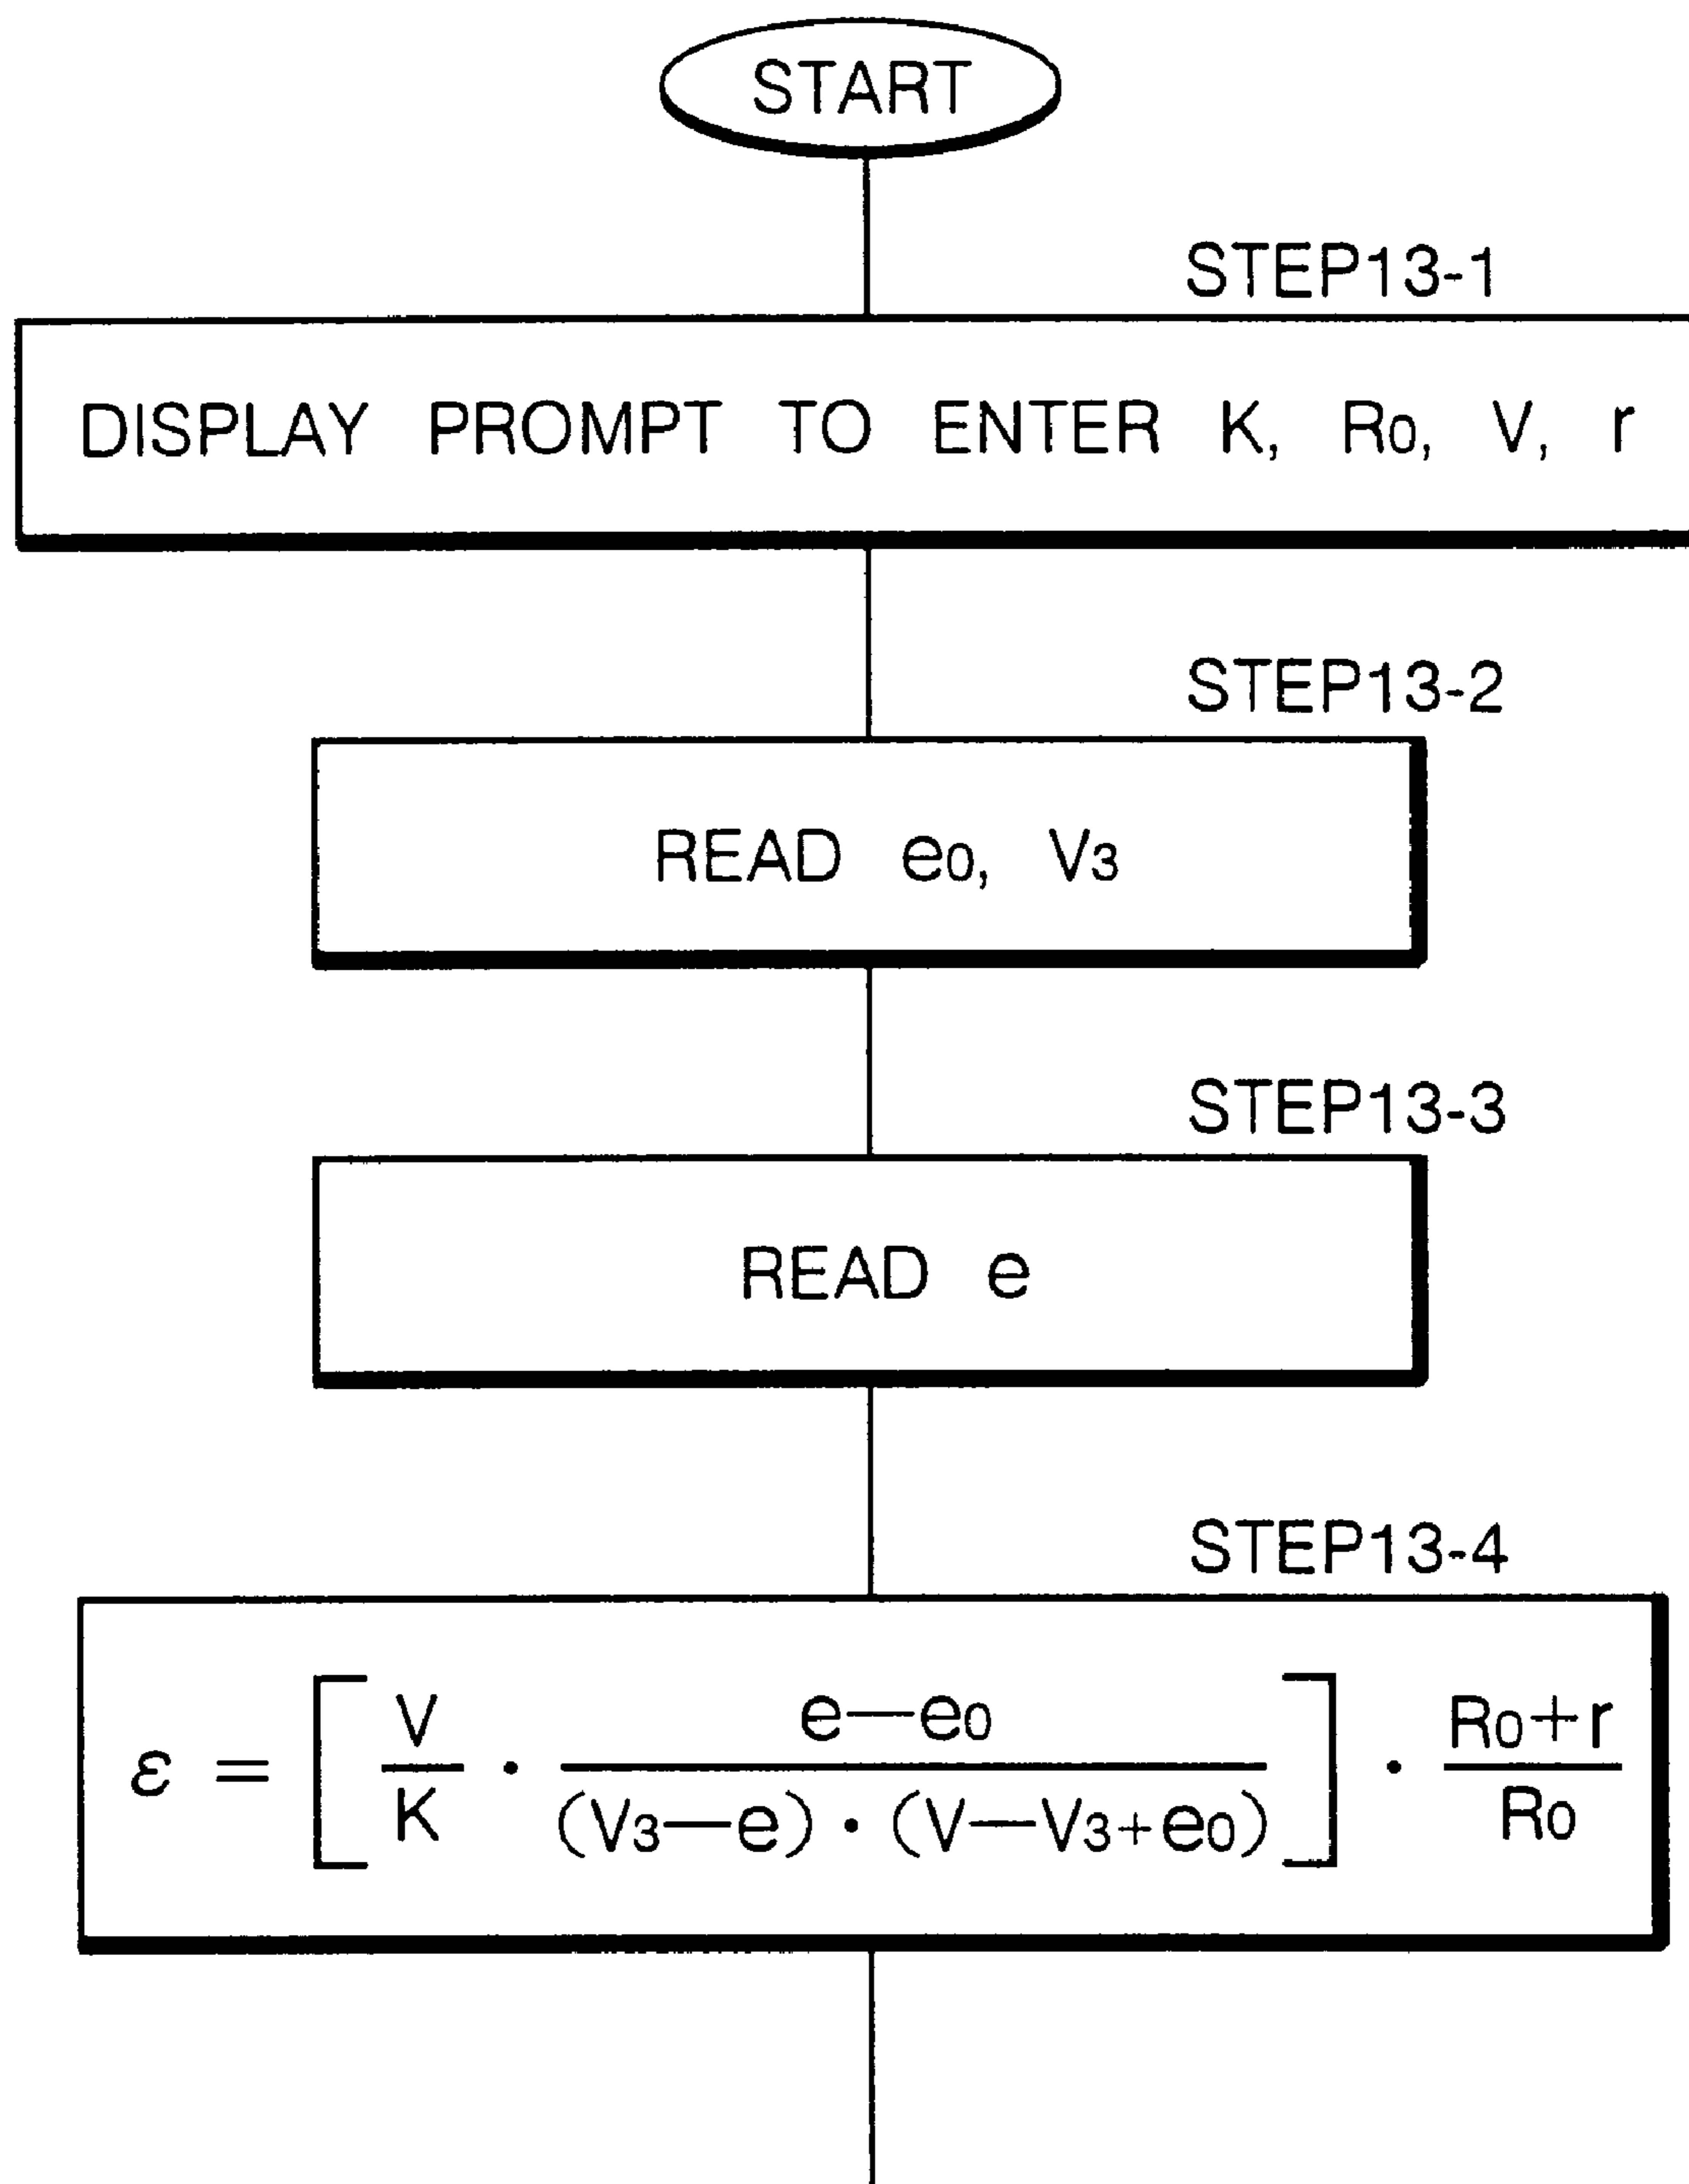 START
STEP13-1
DISPLAY PROMPT TO ENTER K, R₀, V, r
STEP13-2
READ e₀, V₃
STEP13-3
READ e
STEP13-4
ε = [ V/K · (e—e₀)/((V₃—e)·(V—V₃+e₀)) ] · (R₀+r)/R₀